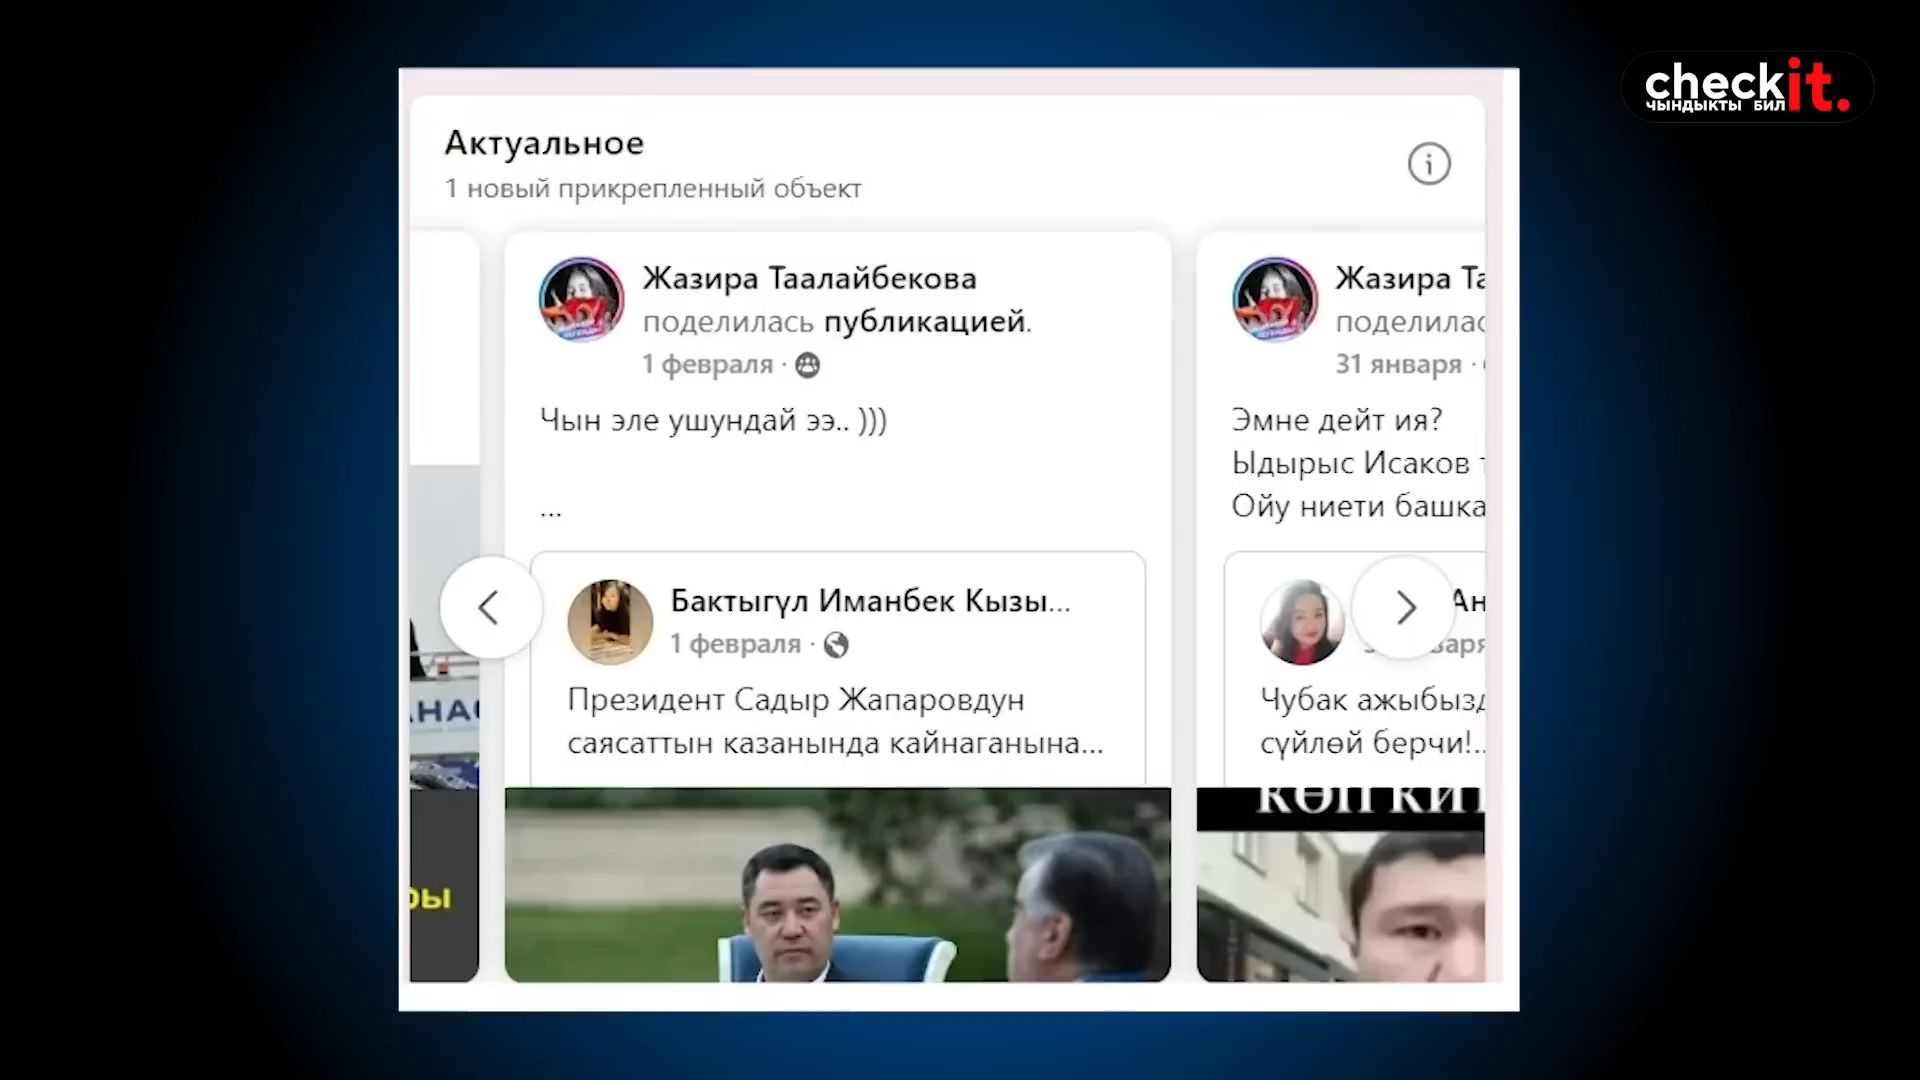 checkit.
чындыкты бил
Актуальное
1 новый прикрепленный объект
Жазира Таалайбекова
поделилась публикацией.
1 февраля ·
Чын эле ушундай ээ.. )))
...
Бактыгүл Иманбек Кызы...
1 февраля ·
Президент Садыр Жапаровдун
саясаттын казанында кайнаганына...
Жазира Та
поделилас
31 января ·
Эмне дейт ия?
Ыдырыс Исаков
Ойу ниети башка
Ан
Чубак ажыбызд
сүйлөй берчи!..
көп
ры